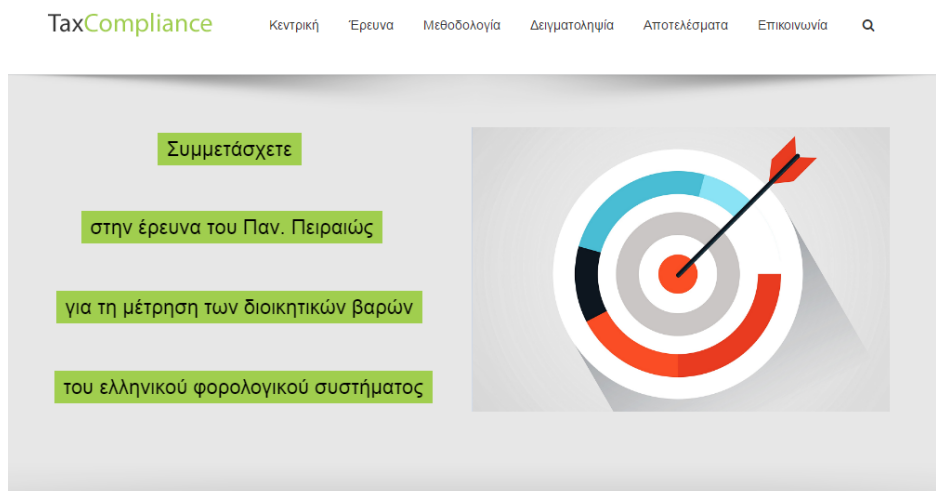 TaxCompliance Κεντρική Έρευνα Μεθοδολογία Δειγματοληψία Αποτελέσματα Επικοινωνία
Συμμετάσχετε
στην έρευνα του Παν. Πειραιώς
για τη μέτρηση των διοικητικών βαρών
του ελληνικού φορολογικού συστήματος